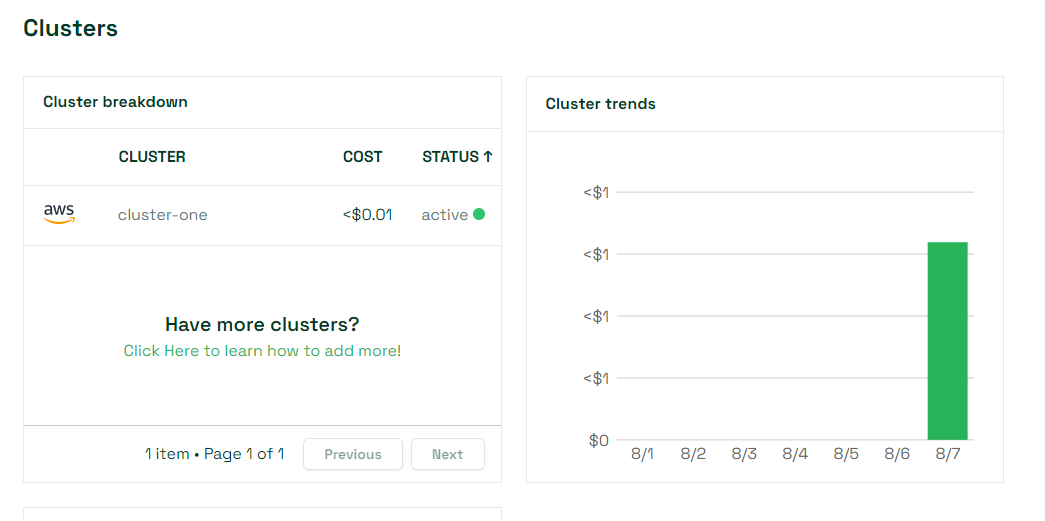 Clusters
Cluster breakdown
CLUSTER COST STATUS ↑
aws cluster-one <$0.01 active
Have more clusters?
Click Here to learn how to add more!
1 item • Page 1 of 1 Previous Next
Cluster trends
<$1
<$1
<$1
<$1
$0
8/1 8/2 8/3 8/4 8/5 8/6 8/7